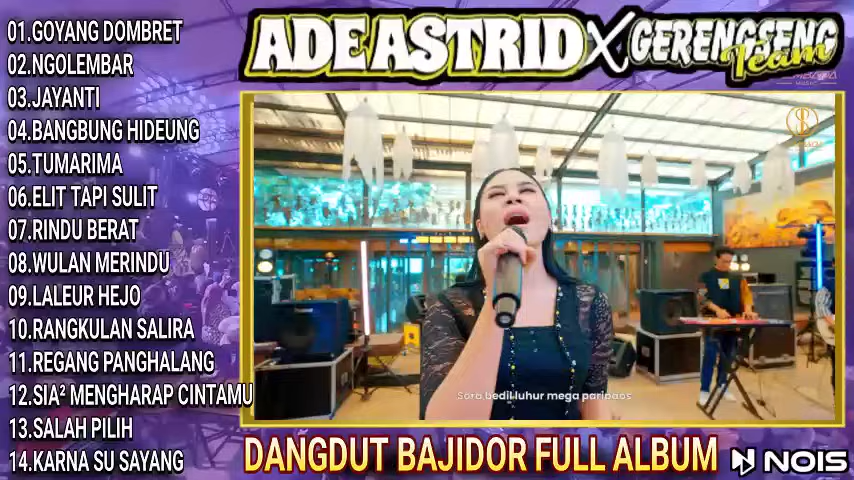 ADE ASTRID X GERENGSENG Team
01.GOYANG DOMBRET
02.NGOLEMBAR
03.JAYANTI
04.BANGBUNG HIDEUNG
05.TUMARIMA
06.ELIT TAPI SULIT
07.RINDU BERAT
08.WULAN MERINDU
09.LALEUR HEJO
10.RANGKULAN SALIRA
11.REGANG PANGHALANG
12.SIA² MENGHARAP CINTAMU
13.SALAH PILIH
14.KARNA SU SAYANG
Sora bedil luhur mega paripaos
DANGDUT BAJIDOR FULL ALBUM
NOIS